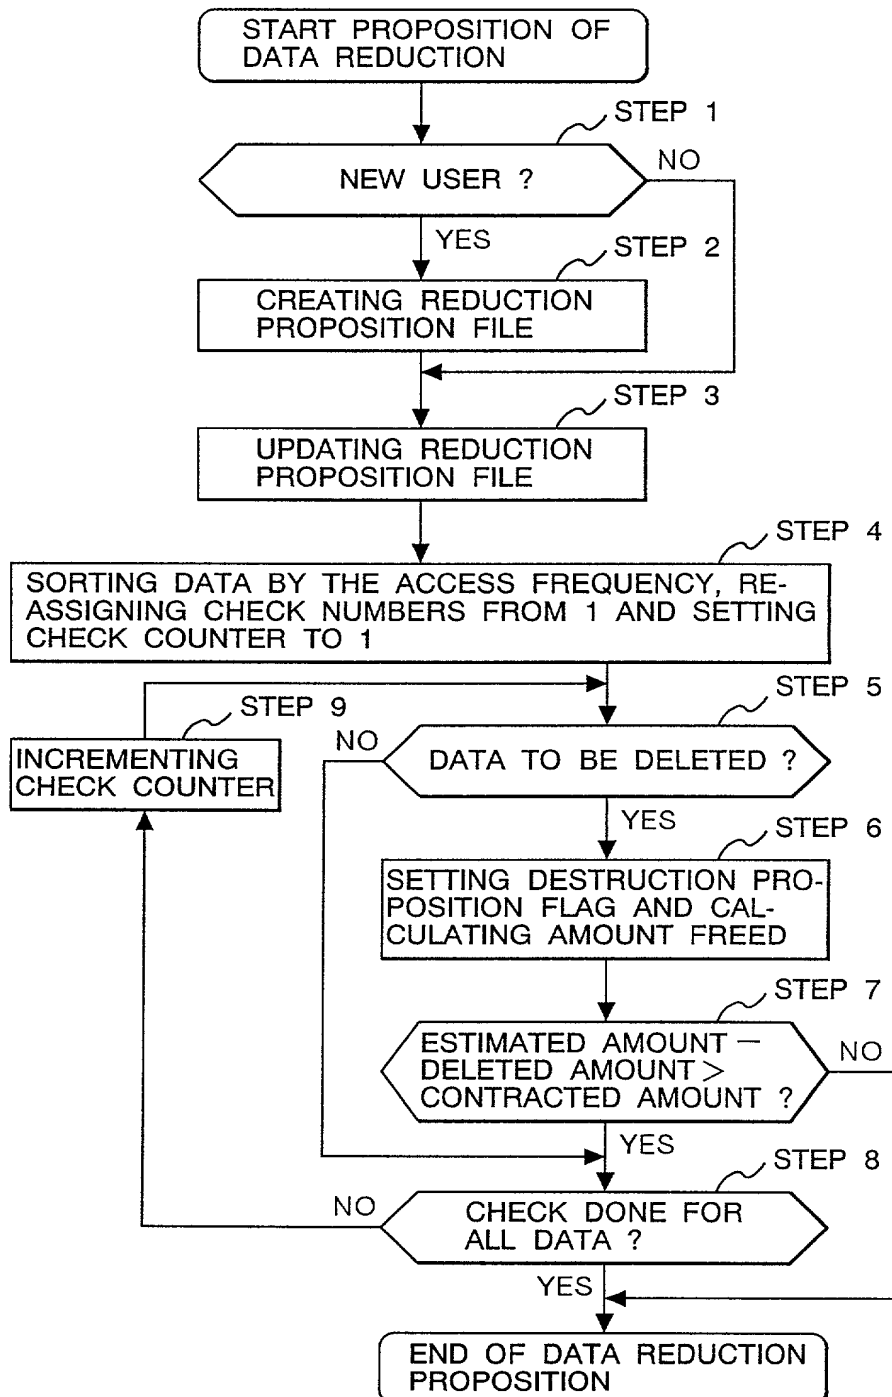 START PROPOSITION OF
DATA REDUCTION
STEP 1
NEW USER ?
NO
YES
STEP 2
CREATING REDUCTION
PROPOSITION FILE
STEP 3
UPDATING REDUCTION
PROPOSITION FILE
STEP 4
SORTING DATA BY THE ACCESS FREQUENCY, RE-
ASSIGNING CHECK NUMBERS FROM 1 AND SETTING
CHECK COUNTER TO 1
STEP 5
STEP 9
INCREMENTING
CHECK COUNTER
NO
DATA TO BE DELETED ?
YES
STEP 6
SETTING DESTRUCTION PRO-
POSITION FLAG AND CAL-
CULATING AMOUNT FREED
STEP 7
ESTIMATED AMOUNT –
DELETED AMOUNT >
CONTRACTED AMOUNT ?
NO
YES
STEP 8
NO
CHECK DONE FOR
ALL DATA ?
YES
END OF DATA REDUCTION
PROPOSITION